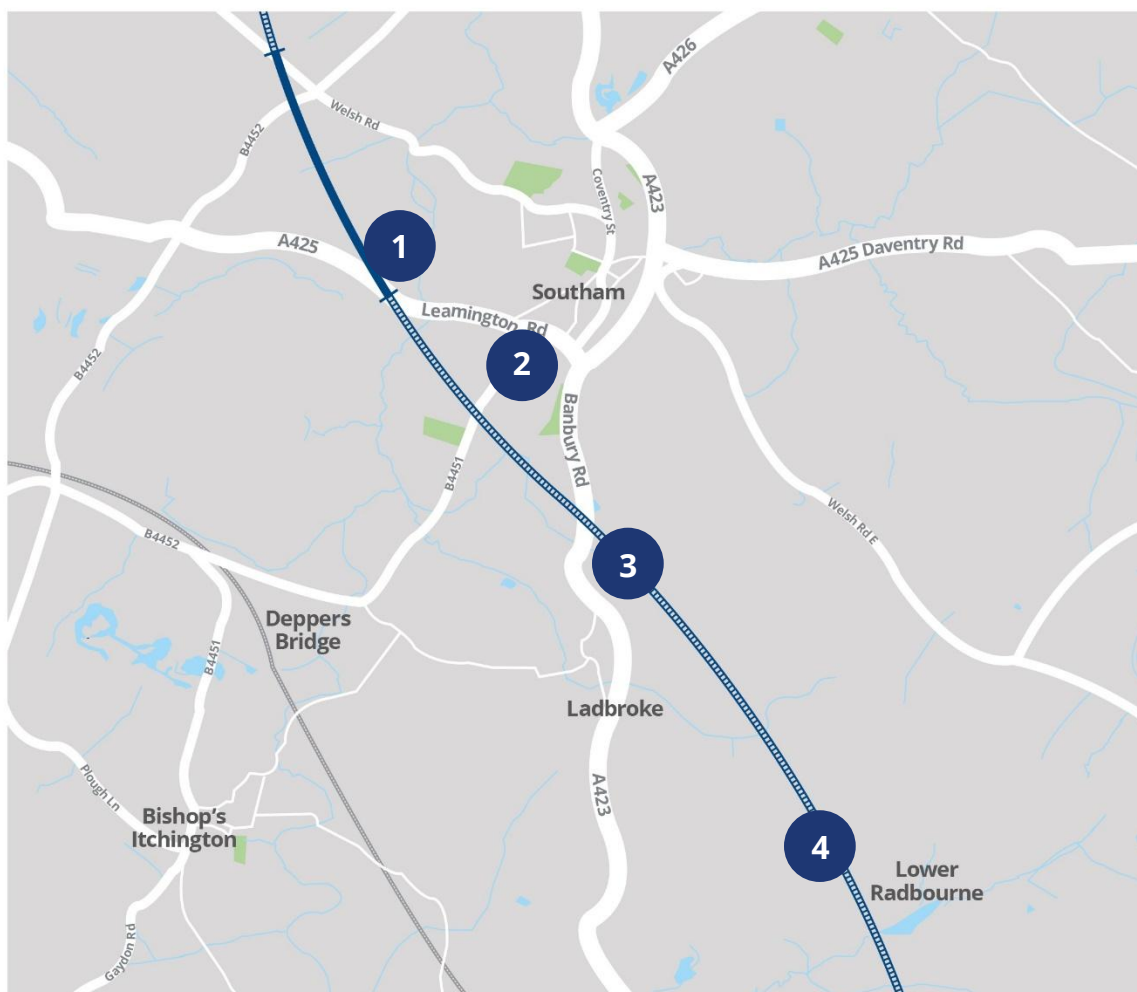 A426
Welsh Rd
B4452
Coventry St
A423
1
A425
A425 Daventry Rd
Southam
Leamington Rd
2
B4452
Banbury Rd
B4451
Welsh Rd E
B4452
3
Deppers
Bridge
B4451
Ladbroke
Plough Ln
A423
Bishop's
Itchington
4
Lower
Radbourne
Gaydon Rd